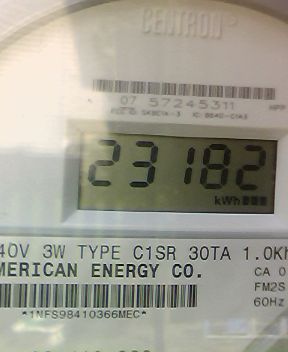 CENTRON®
07 57245311
23182
kWh
40V 3W TYPE C1SR 30TA 1.0Kh
MERICAN ENERGY CO.
CA 0
FM2S
60Hz
*1NFS98410366MEC*